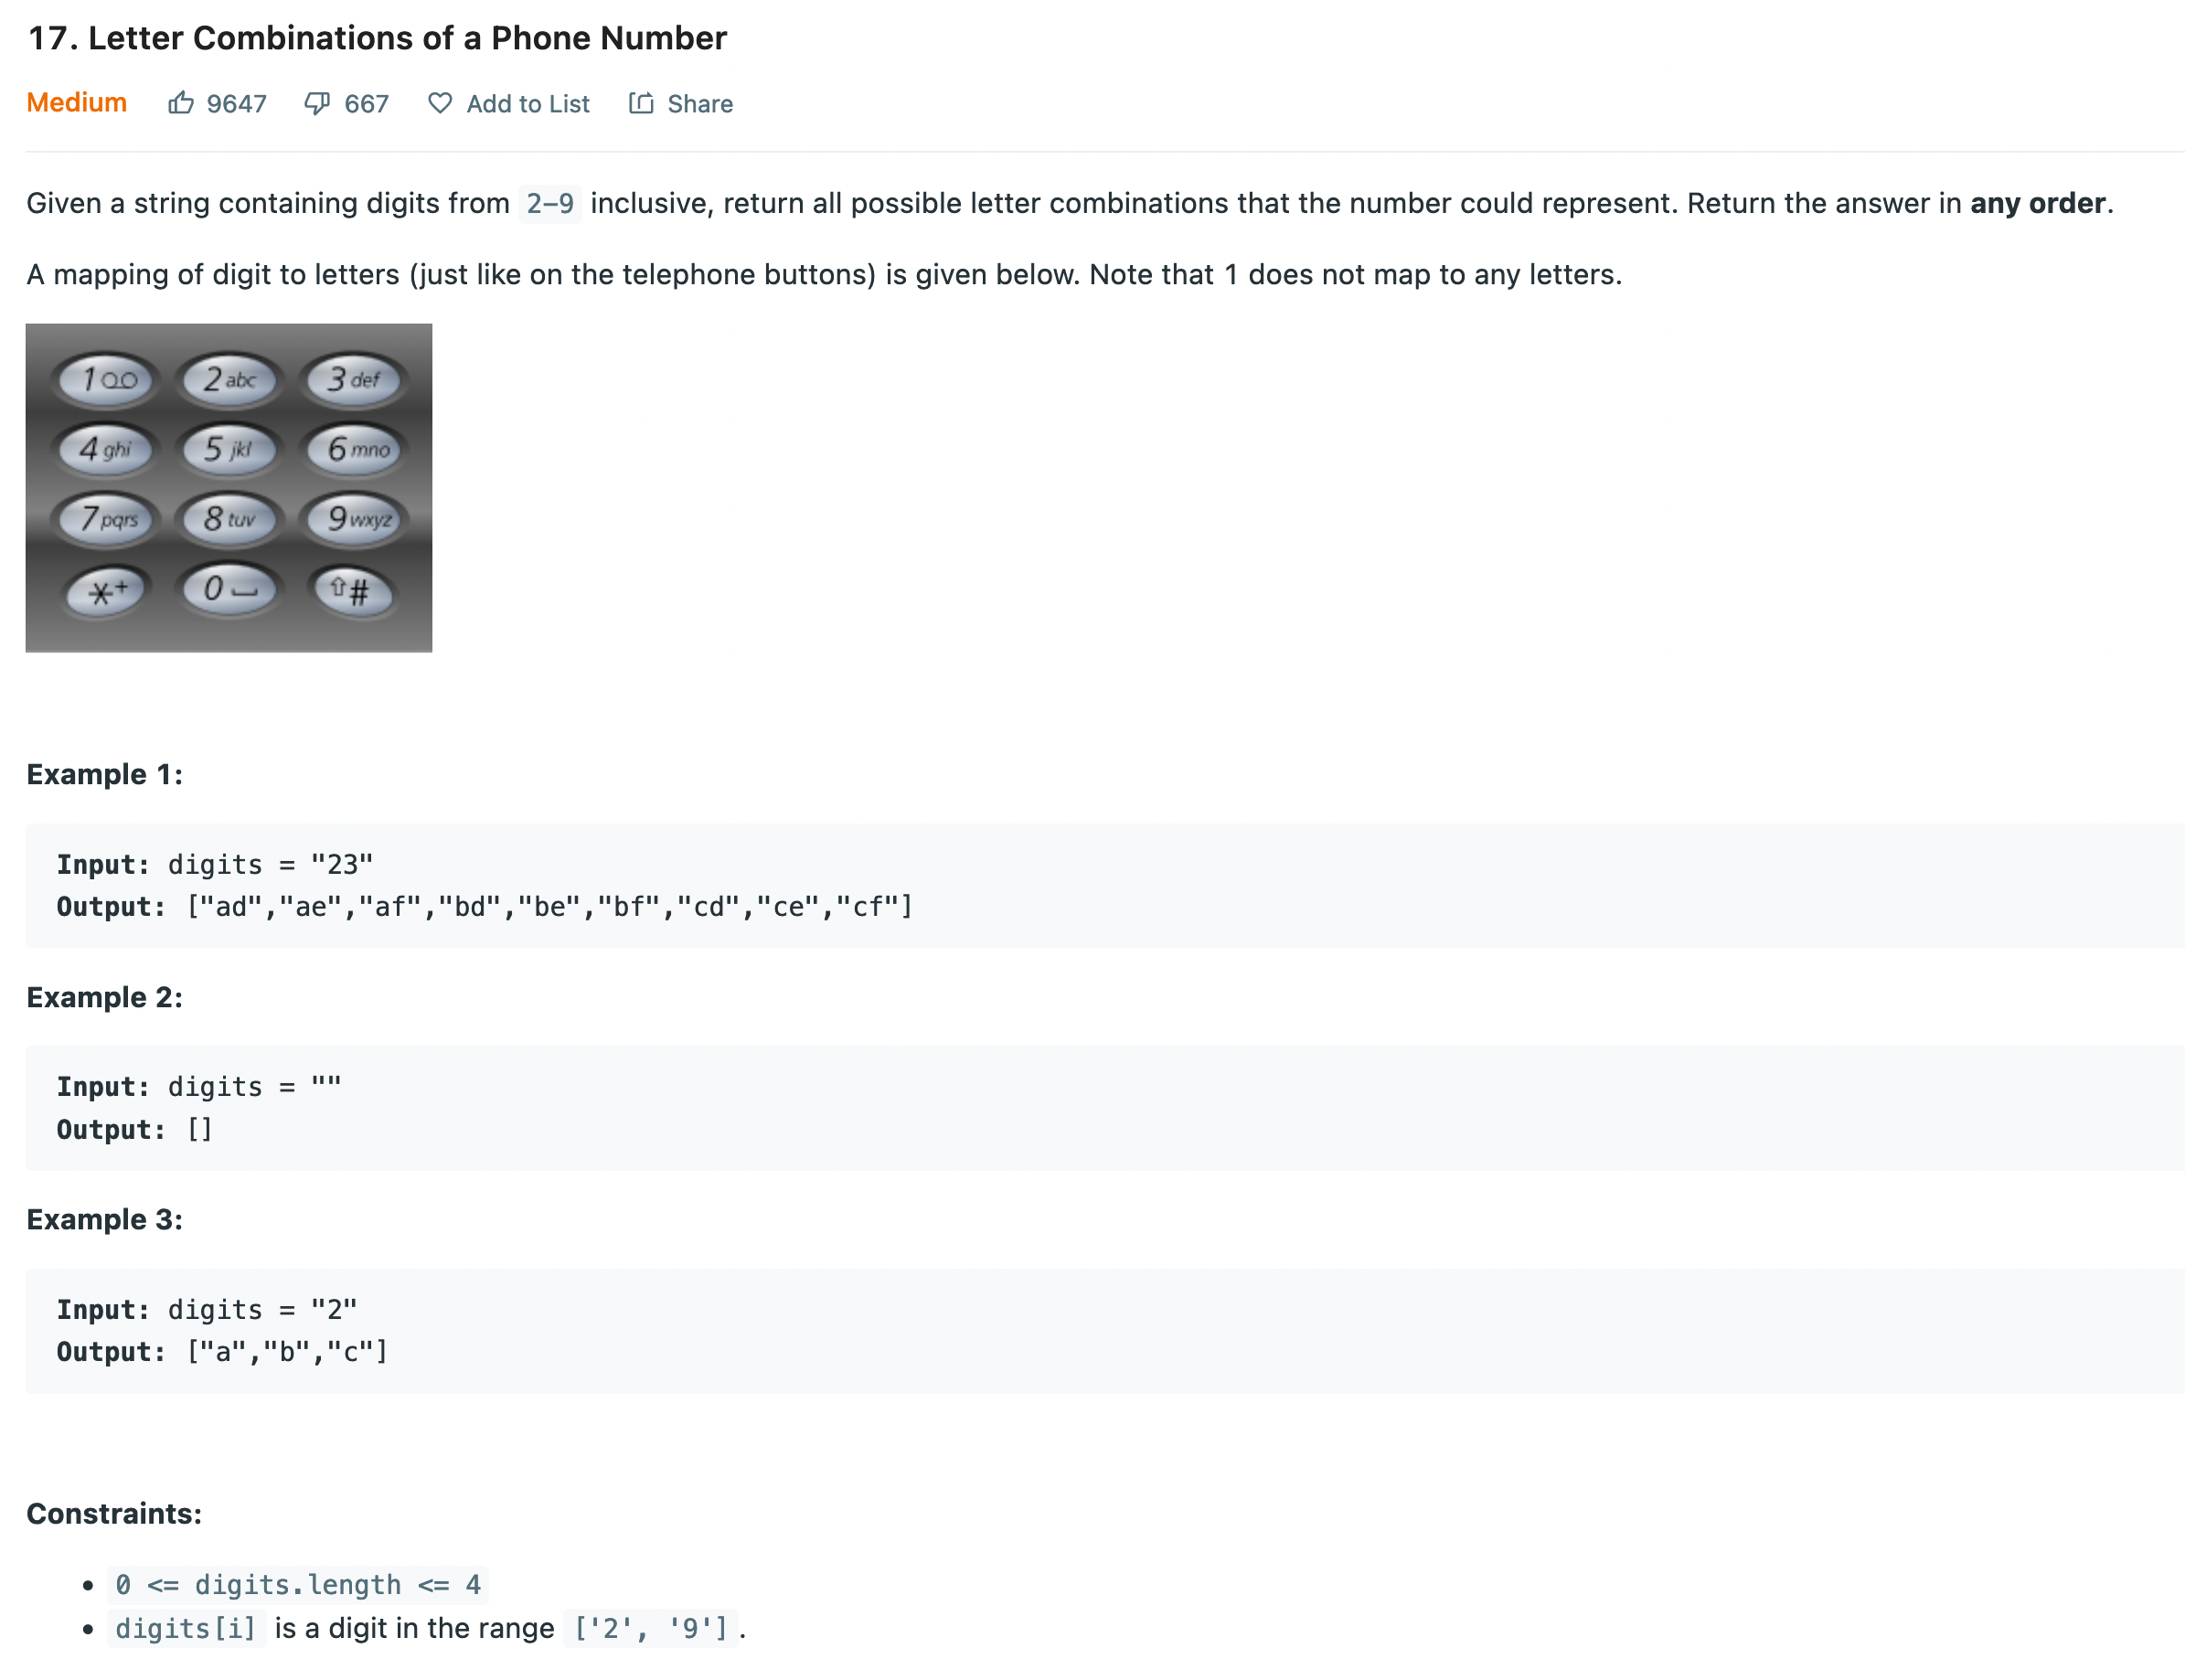 17. Letter Combinations of a Phone Number
Medium 9647 667 Add to List Share
Given a string containing digits from 2-9 inclusive, return all possible letter combinations that the number could represent. Return the answer in any order.
A mapping of digit to letters (just like on the telephone buttons) is given below. Note that 1 does not map to any letters.
1 2 abc 3 def
4 ghi 5 jkl 6 mno
7 pqrs 8 tuv 9 wxyz
*+ 0 #
Example 1:
Input: digits = "23"
Output: ["ad","ae","af","bd","be","bf","cd","ce","cf"]
Example 2:
Input: digits = ""
Output: []
Example 3:
Input: digits = "2"
Output: ["a","b","c"]
Constraints:
• 0 <= digits.length <= 4
• digits[i] is a digit in the range ['2', '9'].